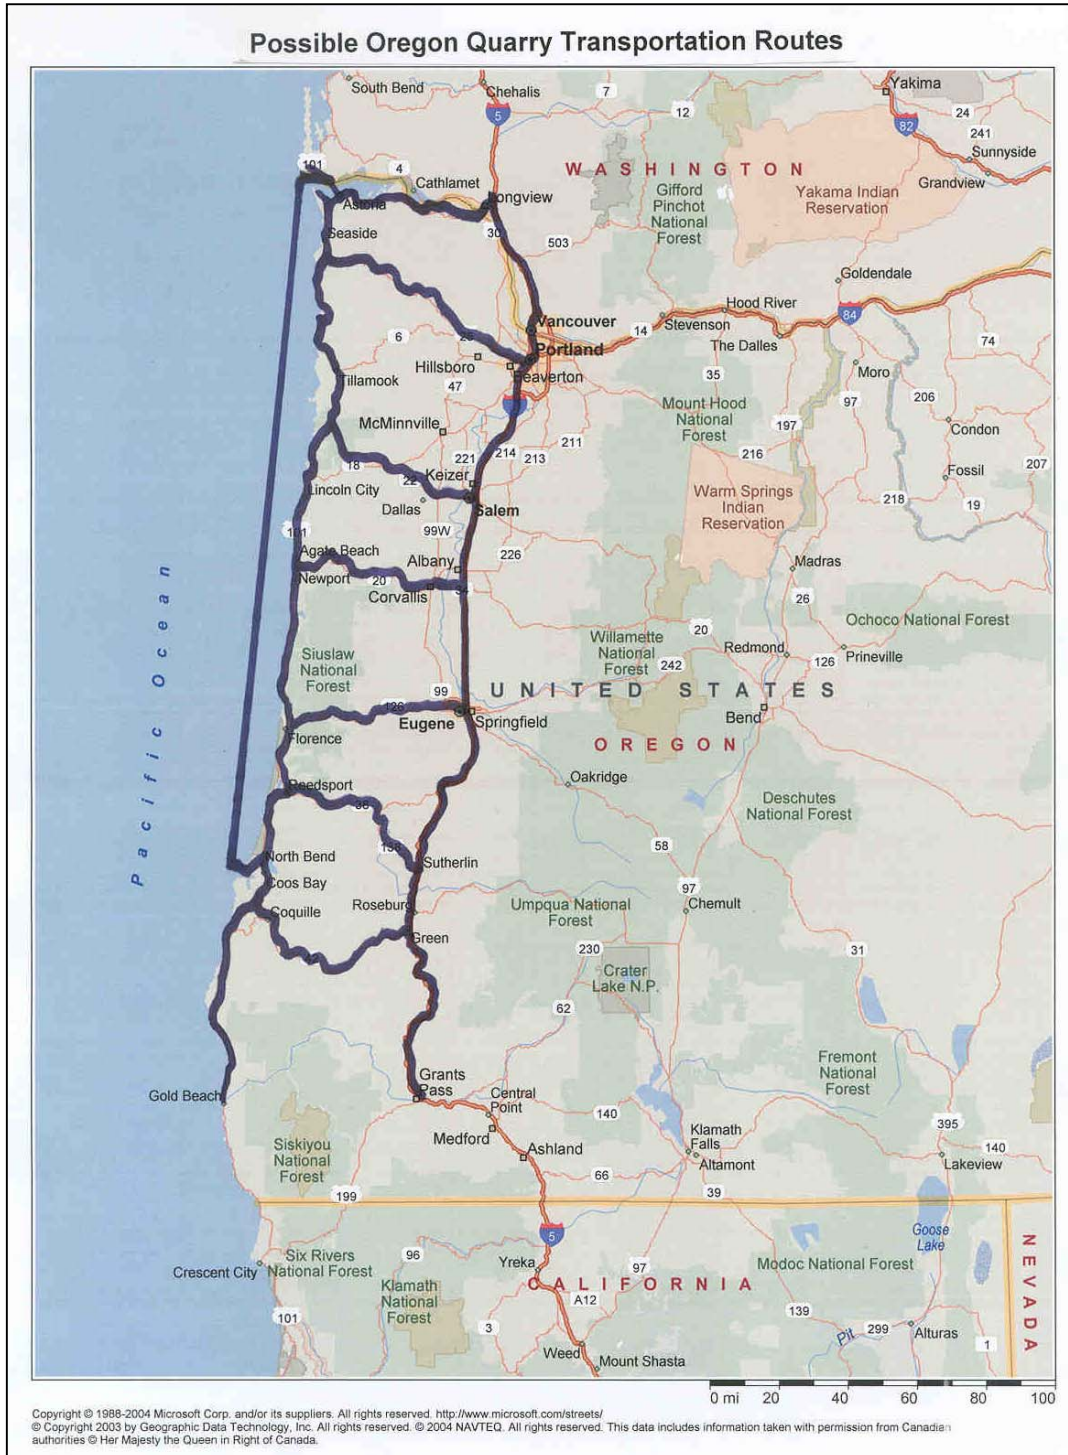 Possible Oregon Quarry Transportation Routes
South Bend
Chehalis
7
12
Yakima
5
82
24
241
Sunnyside
Grandview
101
4
Cathlamet
Longview
WASHINGTON
Gifford
Pinchot
National
Forest
Yakama Indian
Reservation
Astoria
Seaside
30
503
Goldendale
Vancouver
14
Stevenson
Hood River
84
The Dalles
6
26
Portland
Hillsboro
Beaverton
47
35
74
Moro
97
206
Tillamook
McMinnville
Mount Hood
National
Forest
197
Condon
211
221
214
213
216
207
18
Keizer
22
Lincoln City
Dallas
Salem
Warm Springs
Indian
Reservation
Fossil
218
19
101
99W
Agate Beach
Albany
226
Newport
20
34
Corvallis
Madras
26
Ochoco National Forest
Siuslaw
National
Forest
Willamette
National
Forest
20
242
Redmond
126
Prineville
Pacific Ocean
99
UNITED STATES
126
Eugene
Springfield
Bend
Florence
OREGON
Reedsport
Oakridge
38
Deschutes
National Forest
138
58
North Bend
Sutherlin
Coos Bay
97
Chemult
Coquille
Roseburg
Umpqua National
Forest
Green
230
31
Crater
Lake N.P.
62
Fremont
National
Forest
Gold Beach
Grants
Pass
Central
Point
140
395
Medford
Klamath
Falls
140
Siskiyou
National
Forest
Ashland
Altamont
Lakeview
66
199
39
5
Goose
Lake
NEVADA
Six Rivers
National Forest
96
Yreka
97
Modoc National Forest
Crescent City
Klamath
National
Forest
CALIFORNIA
A12
101
3
139
Pit
299
Alturas
1
Weed
Mount Shasta
0 mi 20 40 60 80 100
Copyright © 1988-2004 Microsoft Corp. and/or its suppliers. All rights reserved. http://www.microsoft.com/streets/
© Copyright 2003 by Geographic Data Technology, Inc. All rights reserved. © 2004 NAVTEQ. All rights reserved. This data includes information taken with permission from Canadian
authorities © Her Majesty the Queen in Right of Canada.